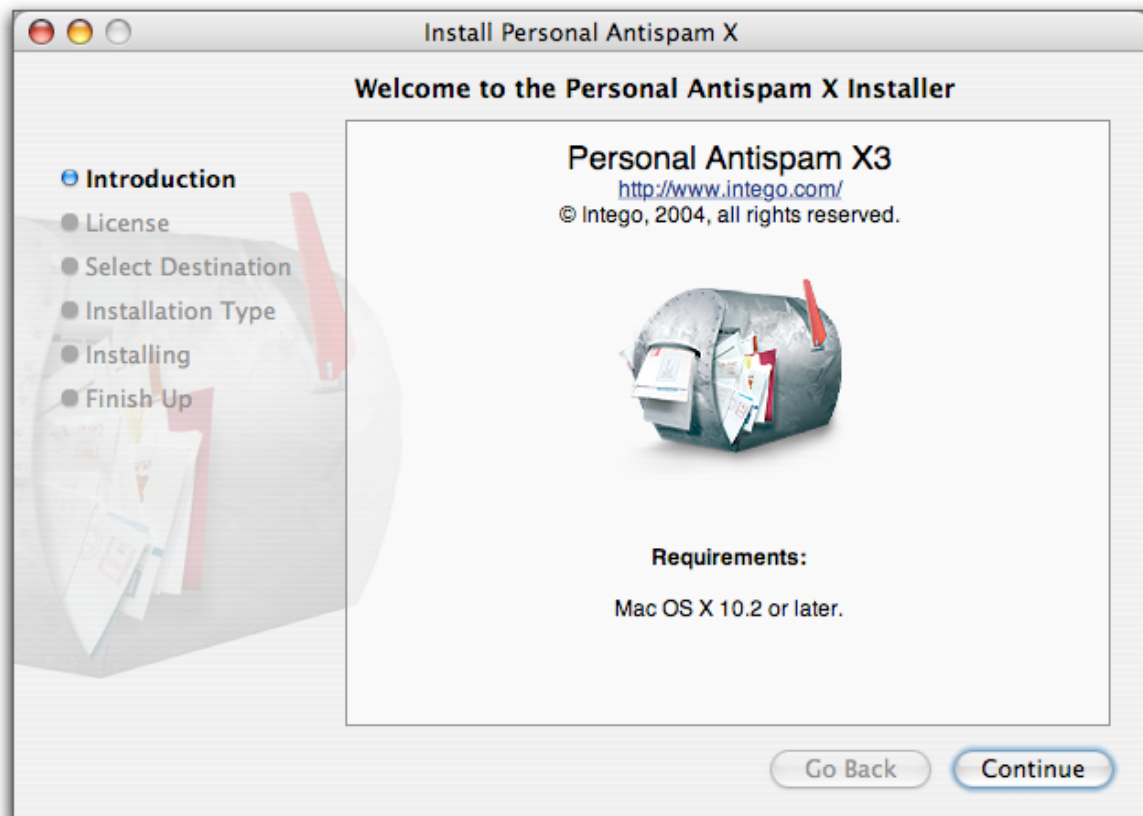 Install Personal Antispam X
Welcome to the Personal Antispam X Installer
Introduction
License
Select Destination
Installation Type
Installing
Finish Up
Personal Antispam X3
http://www.intego.com/
© Intego, 2004, all rights reserved.
Requirements:
Mac OS X 10.2 or later.
Go Back
Continue